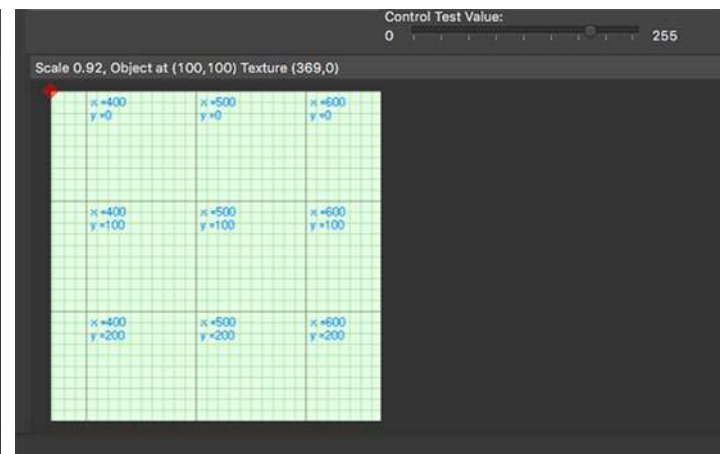 Control Test Value:
0 255
Scale 0.92, Object at (100,100) Texture (369,0)
x =400 x =500 x =600
y =0 y =0 y =0
x =400 x =500 x =600
y =100 y =100 y =100
x =400 x =500 x =600
y =200 y =200 y =200